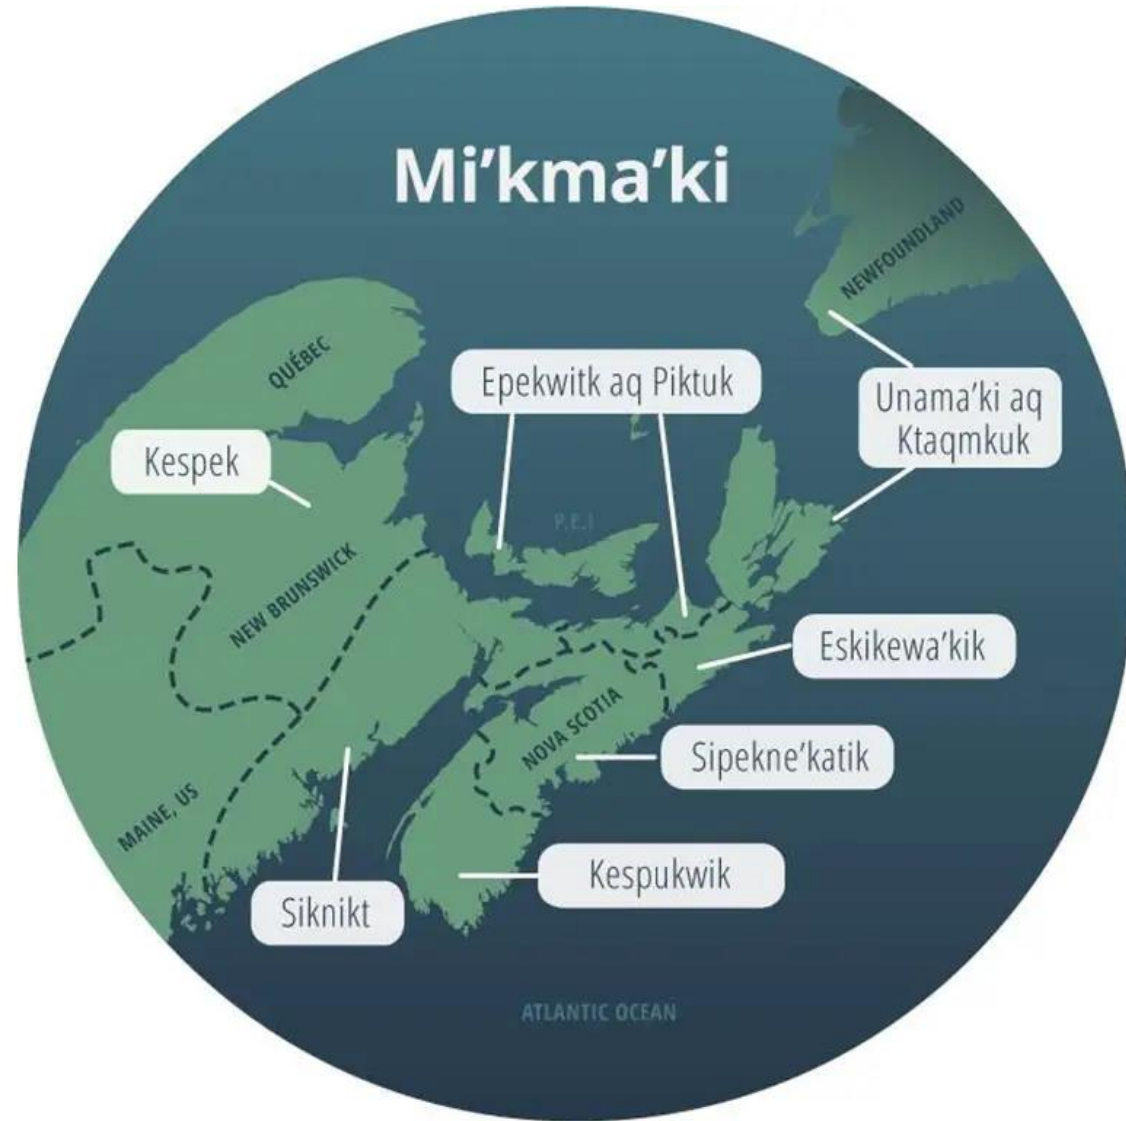 Mi’kma’ki
NEWFOUNDLAND
QUÉBEC
Epekwitk aq Piktuk
Unama’ki aq
Ktaqmkuk
Kespek
P.E.I
NEW BRUNSWICK
Eskikewa’kik
NOVA SCOTIA
Sipekne’katik
MAINE, US
Kespukwik
Siknikt
ATLANTIC OCEAN